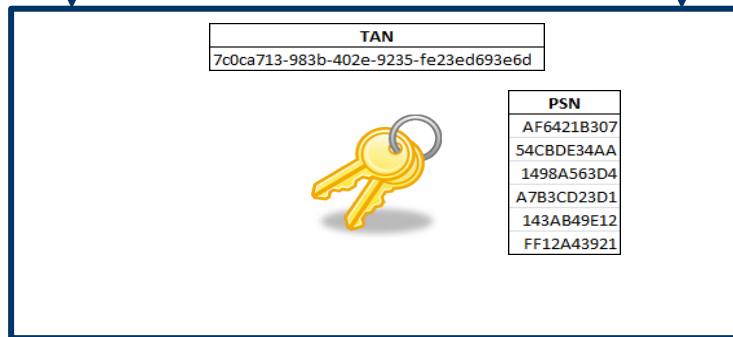 TAN
7c0ca713-983b-402e-9235-fe23ed693e6d
PSN
AF6421B307
54CBDE34AA
1498A563D4
A7B3CD23D1
143AB49E12
FF12A43921